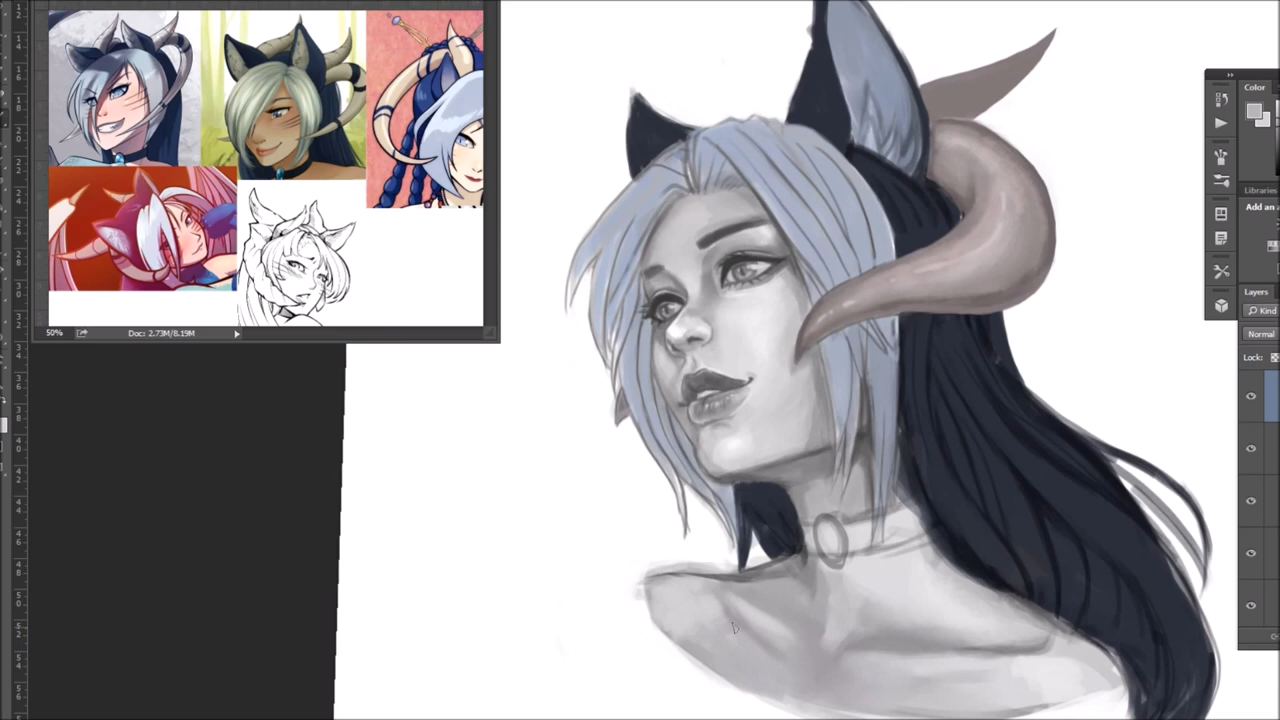 50%
Doc: 2.73M/8.19M
Color
Libraries
Add an a
Layers
Kind
Normal
Lock: